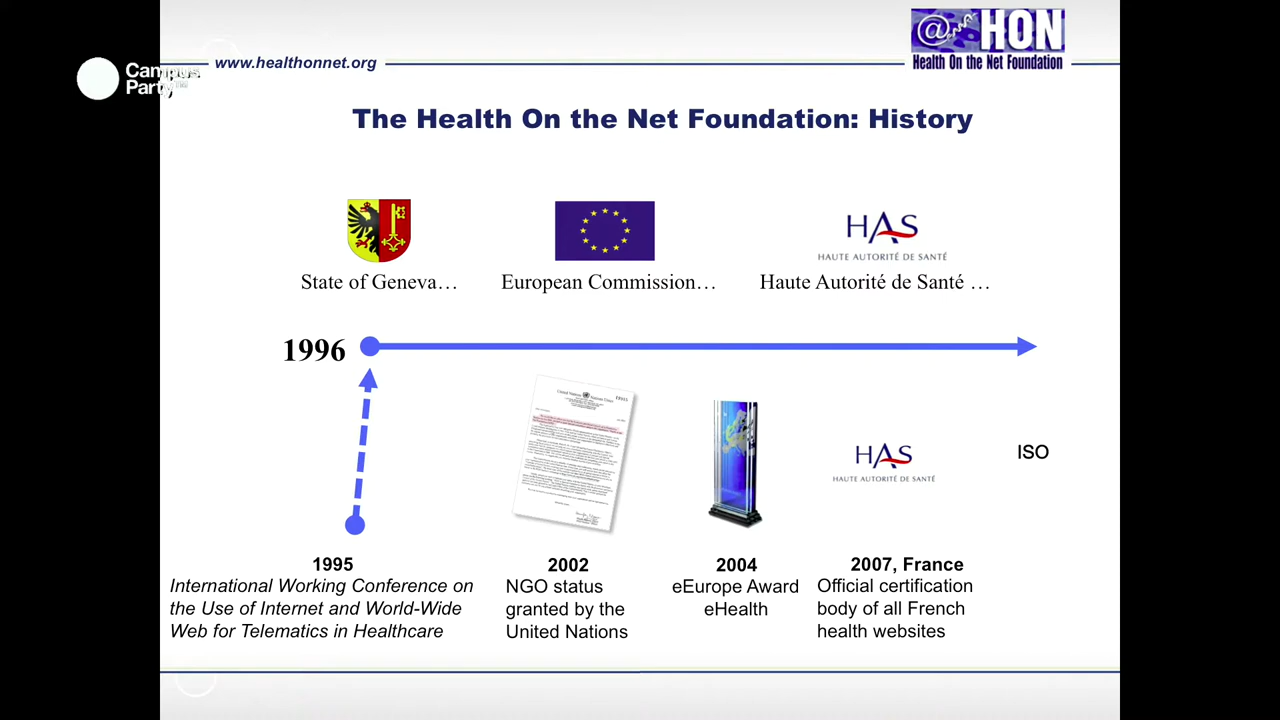 www.healthonnet.org
@ HON
Health On the Net Foundation
Campus
Party
The Health On the Net Foundation: History
HAS
HAUTE AUTORITÉ DE SANTÉ
State of Geneva…
European Commission…
Haute Autorité de Santé …
1996
United Nations
Nations Unies
HAS
HAUTE AUTORITÉ DE SANTÉ
ISO
1995
International Working Conference on
the Use of Internet and World-Wide
Web for Telematics in Healthcare
2002
NGO status
granted by the
United Nations
2004
eEurope Award
eHealth
2007, France
Official certification
body of all French
health websites